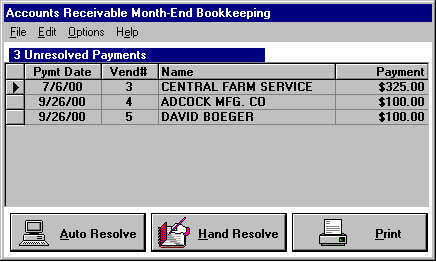 Accounts Receivable Month-End Bookkeeping
File Edit Options Help
3 Unresolved Payments
Pymt Date Vend# Name Payment
7/6/00 3 CENTRAL FARM SERVICE $325.00
9/26/00 4 ADCOCK MFG. CO $100.00
9/26/00 5 DAVID BOEGER $100.00
Auto Resolve Hand Resolve Print